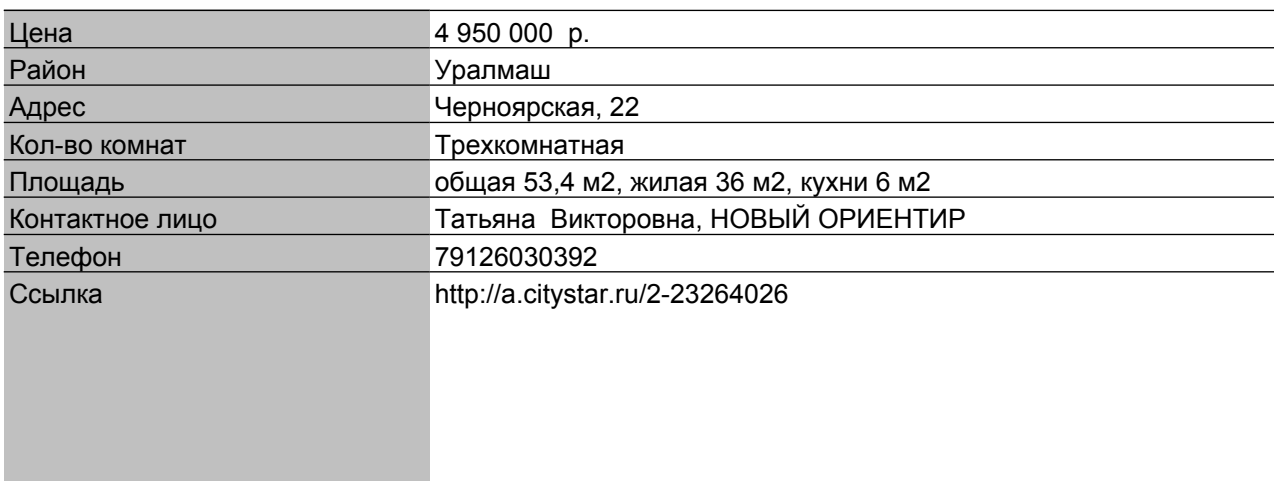 Цена 4 950 000  р.
Район Уралмаш
Адрес Черноярская, 22
Кол-во комнат Трехкомнатная
Площадь общая 53,4 м2, жилая 36 м2, кухни 6 м2
Контактное лицо Татьяна  Викторовна, НОВЫЙ ОРИЕНТИР
Телефон 79126030392
Ссылка http://a.citystar.ru/2-23264026